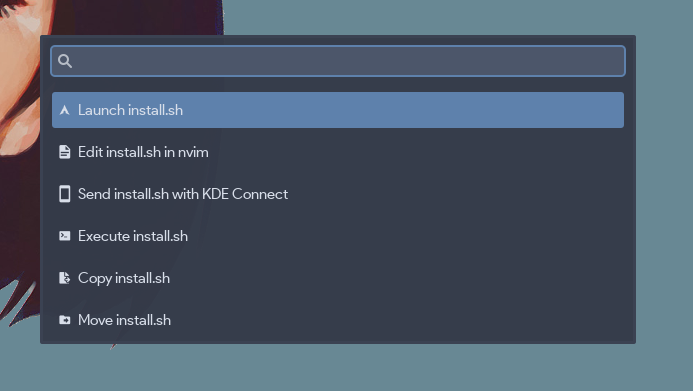 Launch install.sh
Edit install.sh in nvim
Send install.sh with KDE Connect
Execute install.sh
Copy install.sh
Move install.sh